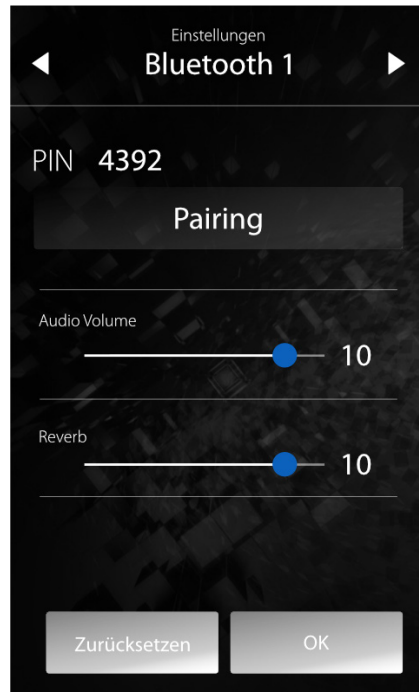 Einstellungen
Bluetooth 1
PIN 4392
Pairing
Audio Volume
10
Reverb
10
Zurücksetzen OK